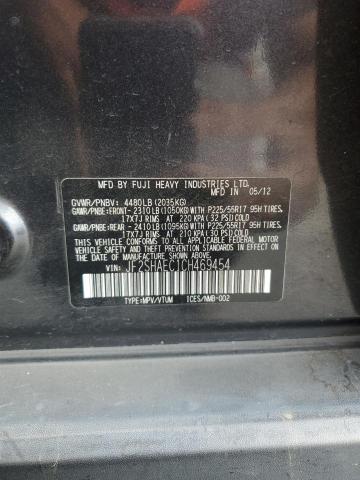 MFD BY FUJI HEAVY INDUSTRIES LTD.
MFD IN 05/12
GVWR/PNBV: 4480LB (2035KG)
GAWR/PNBE: FRONT- 2310LB (1050KG) WITH P225/55R17 95H TIRES,
17X7J RIMS AT 220 KPA (32 PSI) COLD
GAWR/PNBE: REAR - 2410LB (1095KG) WITH P225/55R17 95H TIRES,
17X7J RIMS AT 210 KPA (30 PSI) COLD
THIS VEHICLE CONFORMS TO ALL APPLICABLE
FEDERAL MOTOR VEHICLE SAFETY AND BUMPER
STANDARDS IN EFFECT ON THE DATE OF
MANUFACTURE SHOWN ABOVE.
JF2SHAEC1CH469454
TYPE:MPV/VTUM ICES/NMB-002